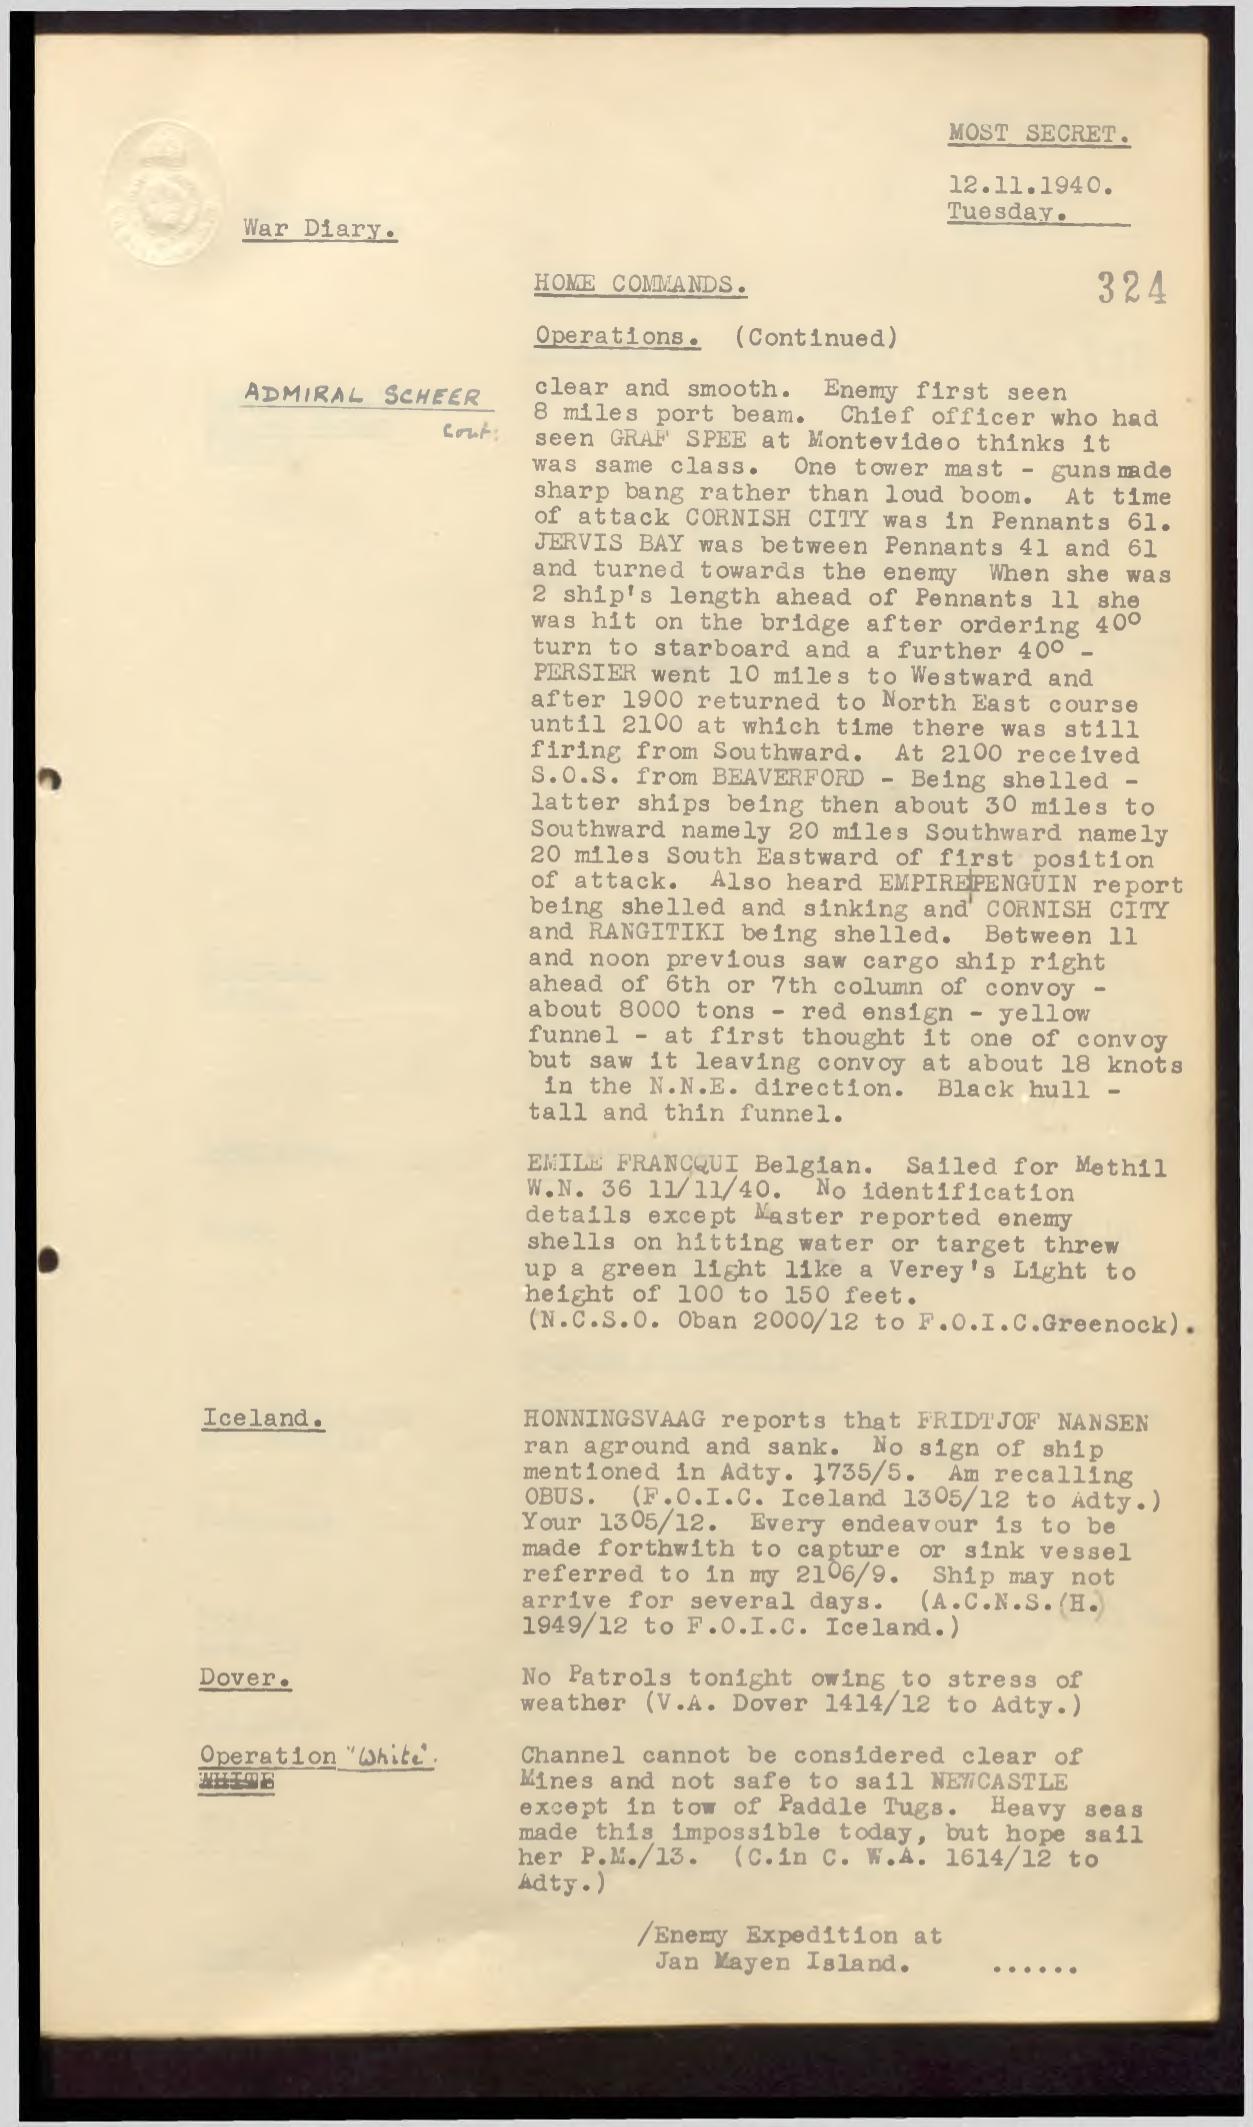 MOST SECRET.
12.11.1940.
Tuesday.
War Diary.
HOME COMMANDS.
324
Operations. (Continued)
ADMIRAL SCHEER
Cont:
clear and smooth. Enemy first seen
8 miles port beam. Chief officer who had
seen GRAF SPEE at Montevideo thinks it
was same class. One tower mast - guns made
sharp bang rather than loud boom. At time
of attack CORNISH CITY was in Pennants 61.
JERVIS BAY was between Pennants 41 and 61
and turned towards the enemy When she was
2 ship's length ahead of Pennants 11 she
was hit on the bridge after ordering 40°
turn to starboard and a further 40° -
PERSIER went 10 miles to Westward and
after 1900 returned to North East course
until 2100 at which time there was still
firing from Southward. At 2100 received
S.O.S. from BEAVERFORD - Being shelled -
latter ships being then about 30 miles to
Southward namely 20 miles Southward namely
20 miles South Eastward of first position
of attack. Also heard EMPIRE|PENGUIN report
being shelled and sinking and CORNISH CITY
and RANGITIKI being shelled. Between 11
and noon previous saw cargo ship right
ahead of 6th or 7th column of convoy -
about 8000 tons - red ensign - yellow
funnel - at first thought it one of convoy
but saw it leaving convoy at about 18 knots
in the N.N.E. direction. Black hull -
tall and thin funnel.
EMILE FRANCQUI Belgian. Sailed for Methil
W.N. 36 11/11/40. No identification
details except Master reported enemy
shells on hitting water or target threw
up a green light like a Verey's Light to
height of 100 to 150 feet.
(N.C.S.O. Oban 2000/12 to F.O.I.C.Greenock).
Iceland.
HONNINGSVAAG reports that FRIDTJOF NANSEN
ran aground and sank. No sign of ship
mentioned in Adty. 1735/5. Am recalling
OBUS. (F.O.I.C. Iceland 1305/12 to Adty.)
Your 1305/12. Every endeavour is to be
made forthwith to capture or sink vessel
referred to in my 2106/9. Ship may not
arrive for several days. (A.C.N.S.(H.)
1949/12 to F.O.I.C. Iceland.)
Dover.
No Patrols tonight owing to stress of
weather (V.A. Dover 1414/12 to Adty.)
Operation "White".
WHITE
Channel cannot be considered clear of
Mines and not safe to sail NEWCASTLE
except in tow of Paddle Tugs. Heavy seas
made this impossible today, but hope sail
her P.M./13. (C.in C. W.A. 1614/12 to
Adty.)
/Enemy Expedition at
Jan Mayen Island. ......